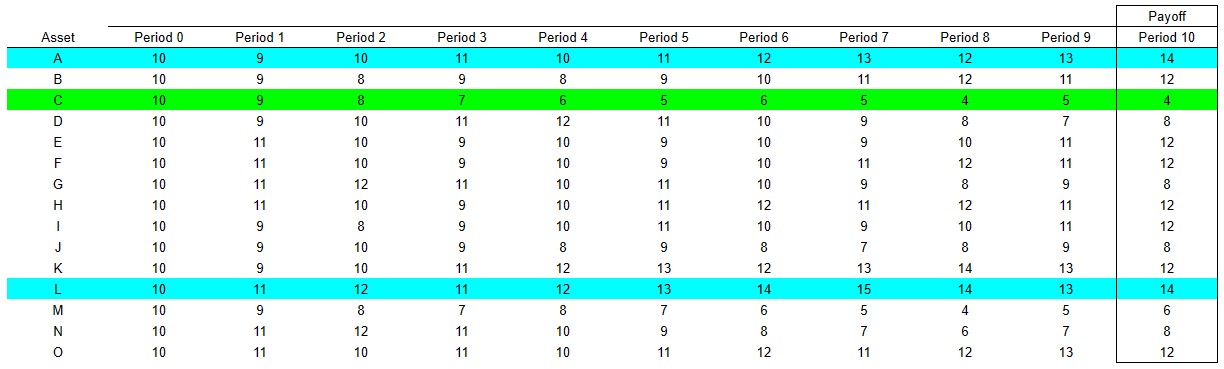 Payoff
Asset Period 0 Period 1 Period 2 Period 3 Period 4 Period 5 Period 6 Period 7 Period 8 Period 9 Period 10
A 10 9 10 11 10 11 12 13 12 13 14
B 10 9 8 9 8 9 10 11 12 11 12
C 10 9 8 7 6 5 6 5 4 5 4
D 10 9 10 11 12 11 10 9 8 7 8
E 10 11 10 9 10 9 10 9 10 11 12
F 10 11 10 9 10 9 10 11 12 11 12
G 10 11 12 11 10 11 10 9 8 9 8
H 10 11 10 9 10 11 12 11 12 11 12
I 10 9 8 9 10 11 10 9 10 11 12
J 10 9 10 9 8 9 8 7 8 9 8
K 10 9 10 11 12 13 12 13 14 13 12
L 10 11 12 11 12 13 14 15 14 13 14
M 10 9 8 7 8 7 6 5 4 5 6
N 10 11 12 11 10 9 8 7 6 7 8
O 10 11 10 11 10 11 12 11 12 13 12